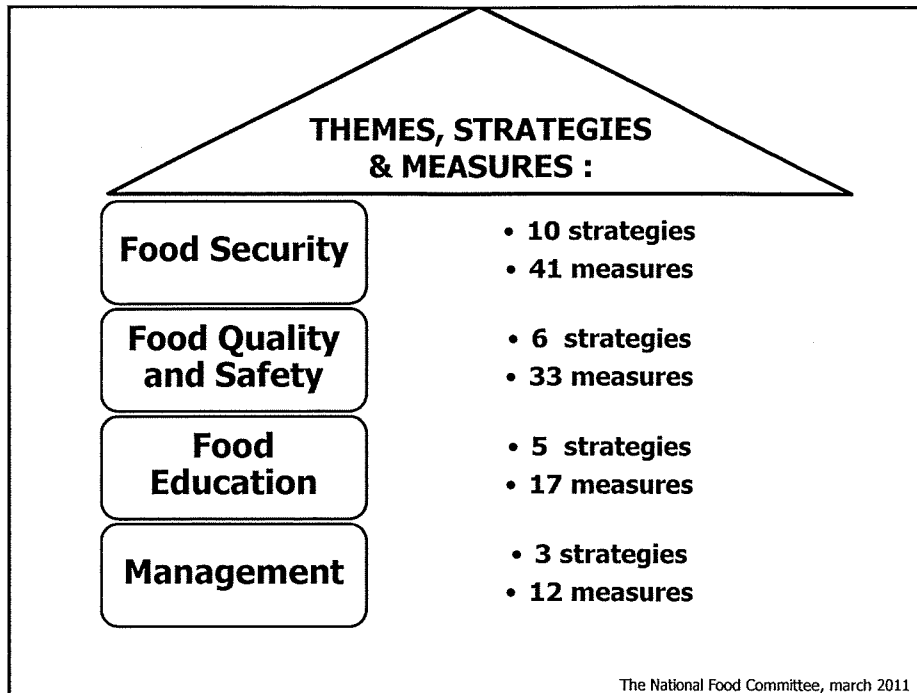 THEMES, STRATEGIES
& MEASURES :
Food Security
• 10 strategies
• 41 measures
Food Quality
and Safety
• 6 strategies
• 33 measures
Food
Education
• 5 strategies
• 17 measures
Management
• 3 strategies
• 12 measures
The National Food Committee, march 2011